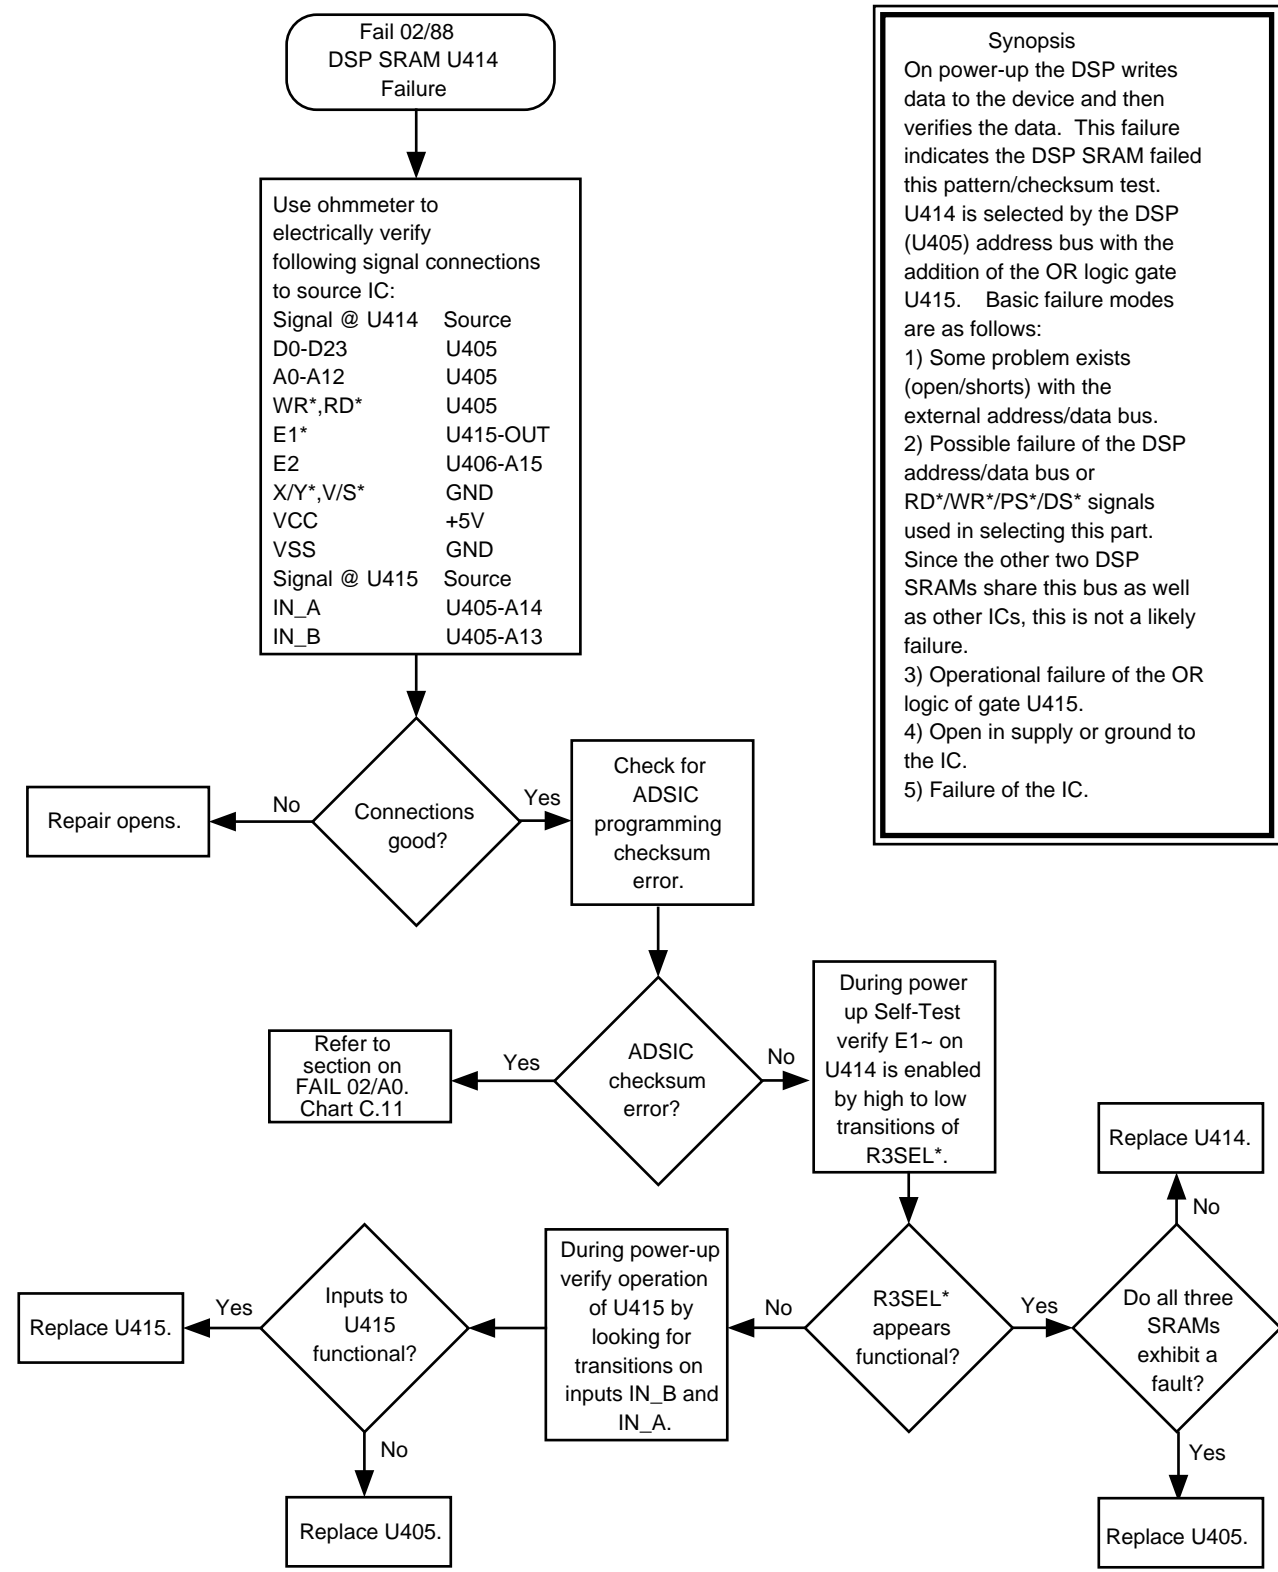 Fail 02/88
DSP SRAM U414
Failure
Use ohmmeter to
electrically verify
following signal connections
to source IC:
Signal @ U414 Source
D0-D23 U405
A0-A12 U405
WR*,RD* U405
E1* U415-OUT
E2 U406-A15
X/Y*,V/S* GND
VCC +5V
VSS GND
Signal @ U415 Source
IN_A U405-A14
IN_B U405-A13
Synopsis
On power-up the DSP writes
data to the device and then
verifies the data. This failure
indicates the DSP SRAM failed
this pattern/checksum test.
U414 is selected by the DSP
(U405) address bus with the
addition of the OR logic gate
U415. Basic failure modes
are as follows:
1) Some problem exists
(open/shorts) with the
external address/data bus.
2) Possible failure of the DSP
address/data bus or
RD*/WR*/PS*/DS* signals
used in selecting this part.
Since the other two DSP
SRAMs share this bus as well
as other ICs, this is not a likely
failure.
3) Operational failure of the OR
logic of gate U415.
4) Open in supply or ground to
the IC.
5) Failure of the IC.
Connections
good?
No
Repair opens.
Yes
Check for
ADSIC
programming
checksum
error.
ADSIC
checksum
error?
Yes
Refer to
section on
FAIL 02/A0.
Chart C.11
No
During power
up Self-Test
verify E1~ on
U414 is enabled
by high to low
transitions of
R3SEL*.
R3SEL*
appears
functional?
Yes
Do all three
SRAMs
exhibit a
fault?
No
Replace U414.
Yes
Replace U405.
No
During power-up
verify operation
of U415 by
looking for
transitions on
inputs IN_B and
IN_A.
Inputs to
U415
functional?
Yes
Replace U415.
No
Replace U405.